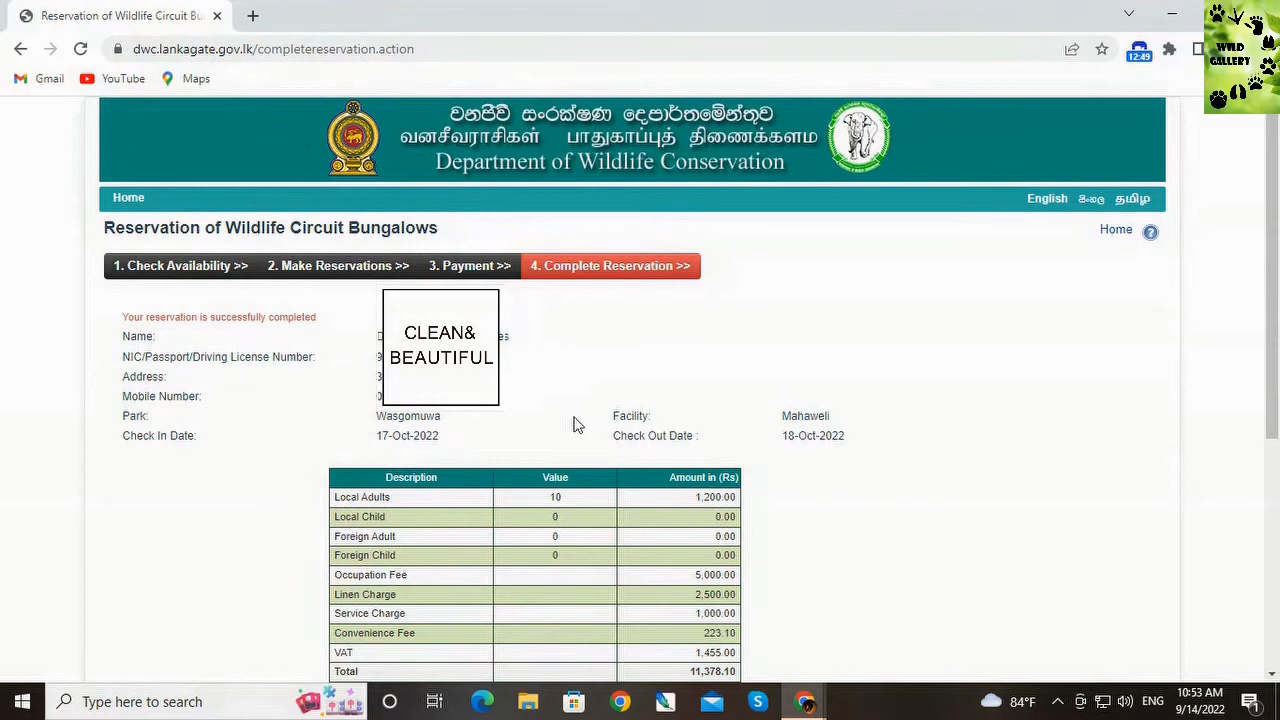 Reservation of Wildlife Circuit Bu
dwc.lankagate.gov.lk/completereservation.action
12:49
WILD
GALLERY
Gmail YouTube Maps
වනජීවී සංරක්ෂණ දෙපාර්තමේන්තුව
வனசீவராசிகள் பாதுகாப்புத் திணைக்களம
Department of Wildlife Conservation
Home English සිංහල தமிழ்
Reservation of Wildlife Circuit Bungalows
Home
1. Check Availability >> 2. Make Reservations >> 3. Payment >> 4. Complete Reservation >>
Your reservation is successfully completed
CLEAN&
BEAUTIFUL
Name: D es
NIC/Passport/Driving License Number: 9
Address: 3
Mobile Number: 0
Park: Wasgomuwa Facility: Mahaweli
Check In Date: 17-Oct-2022 Check Out Date : 18-Oct-2022
Description Value Amount in (Rs)
Local Adults 10 1,200.00
Local Child 0 0.00
Foreign Adult 0 0.00
Foreign Child 0 0.00
Occupation Fee 5,000.00
Linen Charge 2,500.00
Service Charge 1,000.00
Convenience Fee 223.10
VAT 1,455.00
Total 11,378.10
Type here to search
84°F ENG 10:53 AM
9/14/2022
1